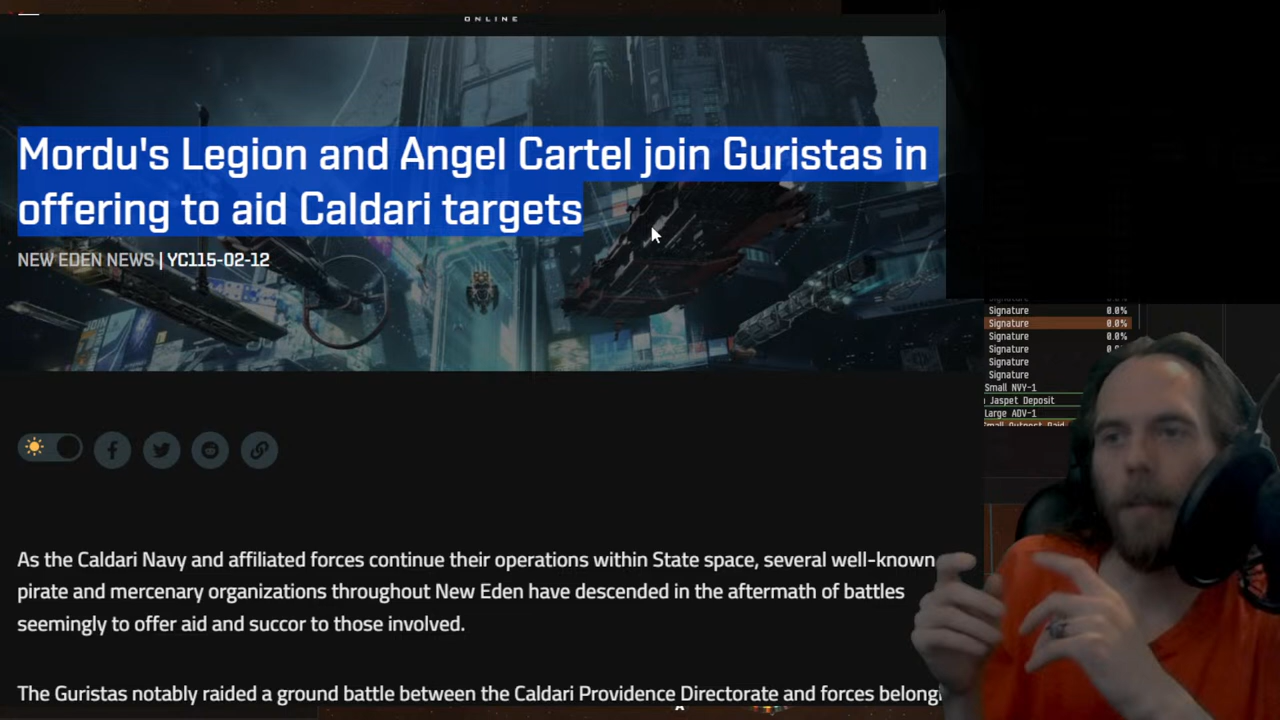 ONLINE
Mordu's Legion and Angel Cartel join Guristas in
offering to aid Caldari targets
NEW EDEN NEWS | YC115-02-12
Signature 0.0%
Signature 0.0%
Signature 0.0%
Signature
Signature
Signature
Small NVY-1
Jaspet Deposit
Large ADV-1
Small Outpost Raid
As the Caldari Navy and affiliated forces continue their operations within State space, several well-known
pirate and mercenary organizations throughout New Eden have descended in the aftermath of battles
seemingly to offer aid and succor to those involved.
The Guristas notably raided a ground battle between the Caldari Providence Directorate and forces